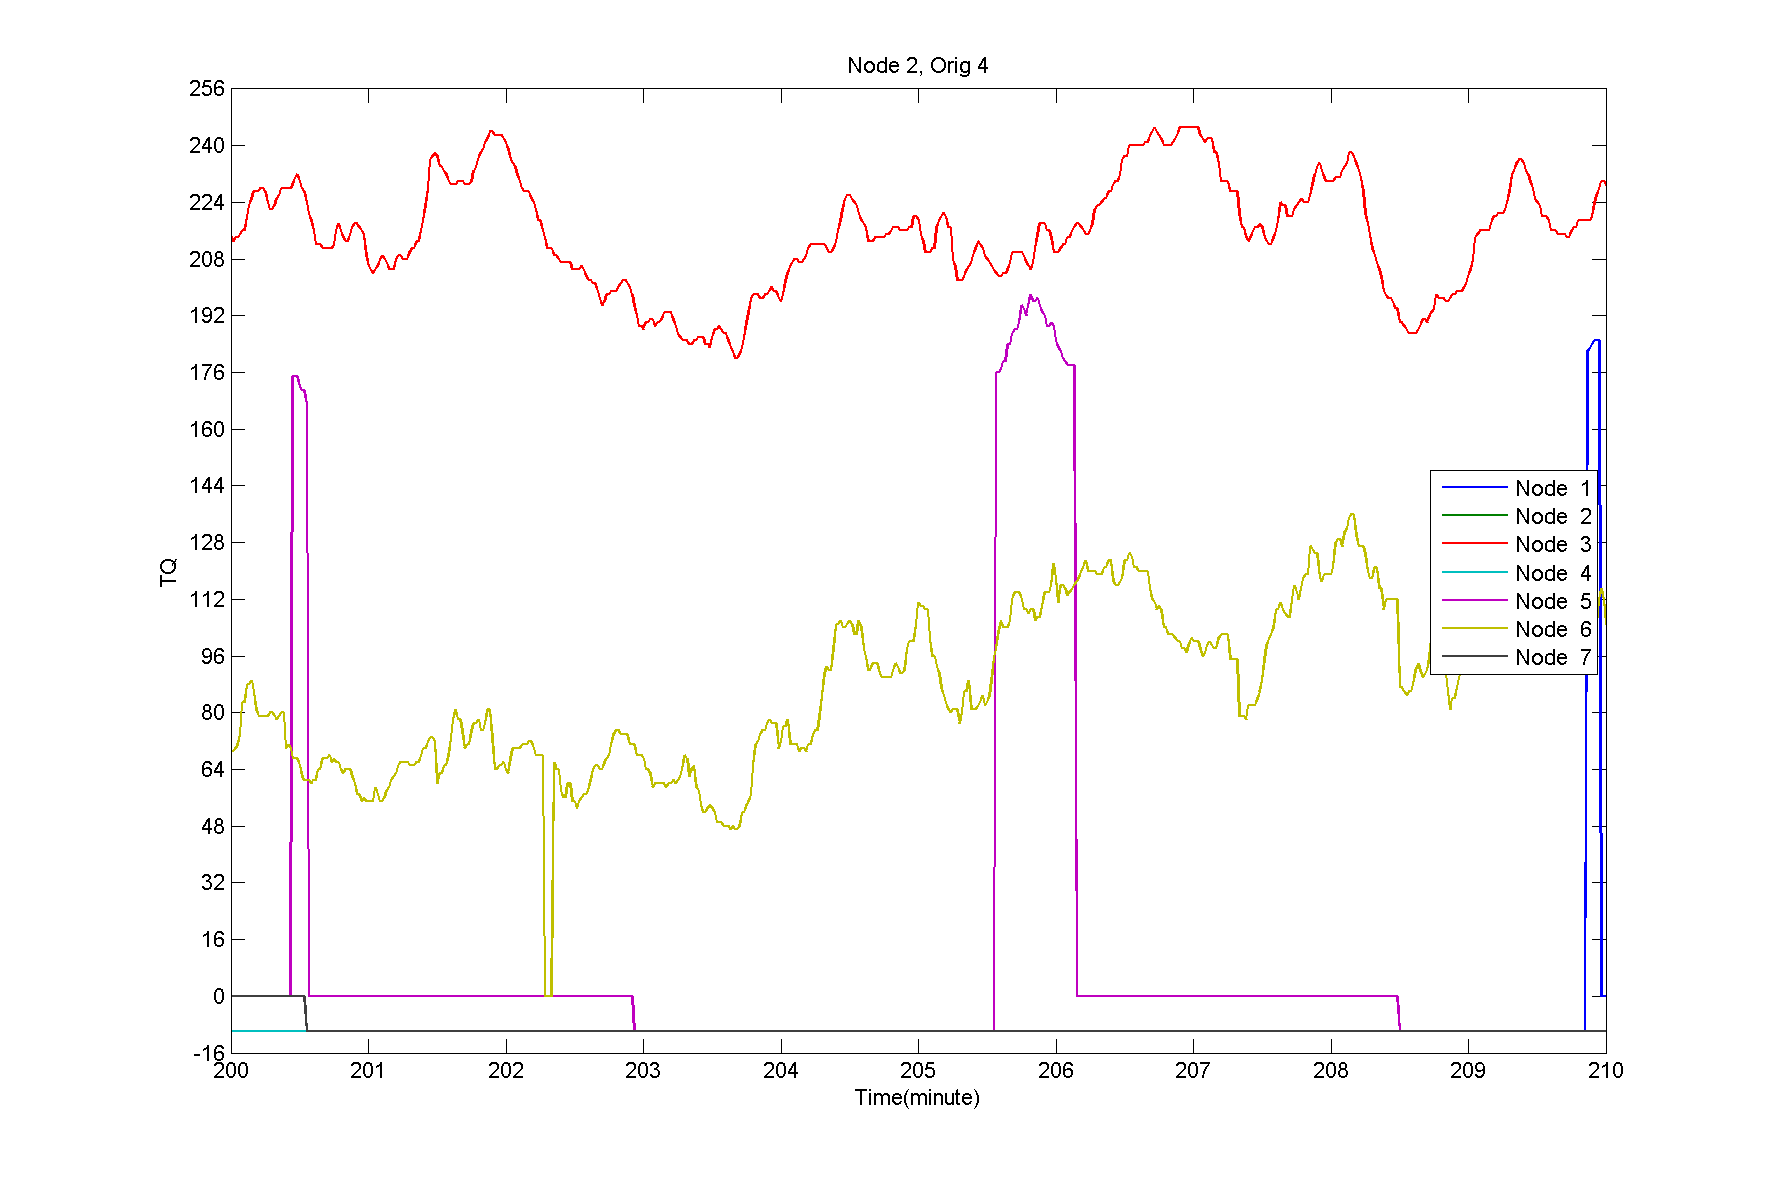 Node 2, Orig 4
256
240
224
208
192
176
160
144
128
112
96
80
64
48
32
16
0
-16
TQ
Node 1
Node 2
Node 3
Node 4
Node 5
Node 6
Node 7
200 201 202 203 204 205 206 207 208 209 210
Time(minute)